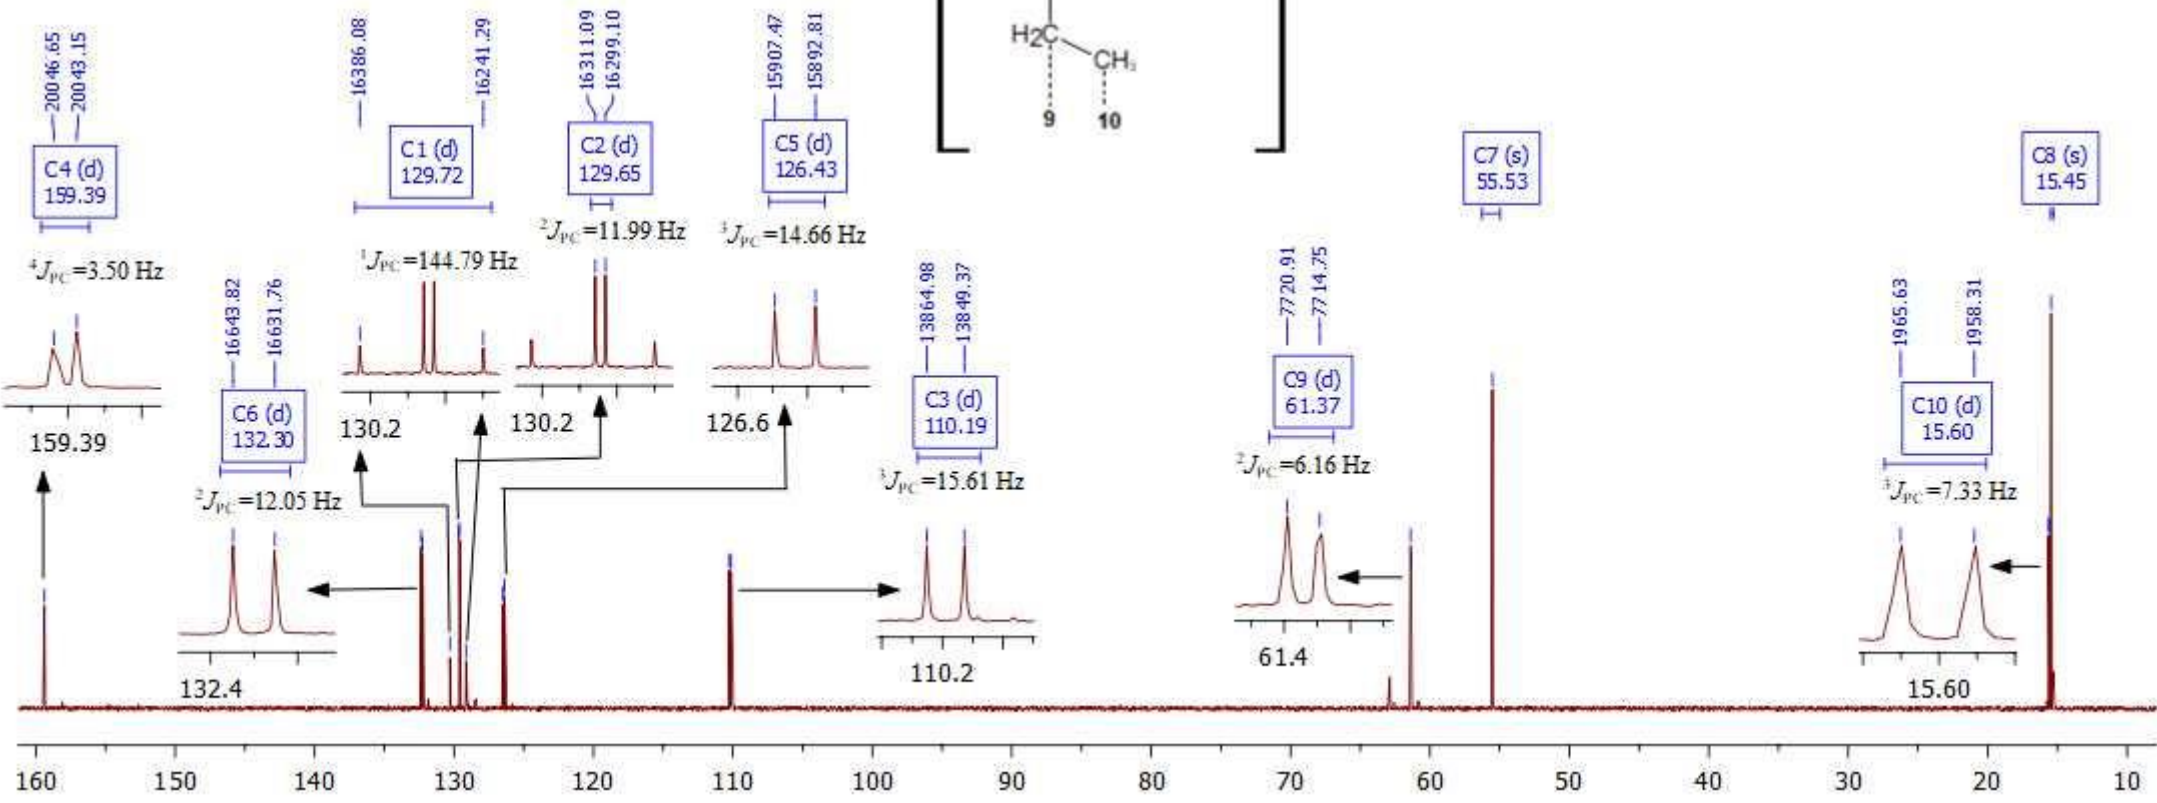 20046.65
20043.15
C4 (d)
159.39
4JPC =3.50 Hz
159.39
16643.82
16631.76
C6 (d)
132.30
2JPC =12.05 Hz
132.4
16386.08
16241.29
C1 (d)
129.72
1JPC =144.79 Hz
130.2
16311.09
16299.10
C2 (d)
129.65
2JPC =11.99 Hz
130.2
15907.47
15892.81
C5 (d)
126.43
3JPC =14.66 Hz
126.6
13864.98
13849.37
C3 (d)
110.19
3JPC =15.61 Hz
110.2
H2C
CH3
9 10
7720.91
7714.75
C9 (d)
61.37
2JPC =6.16 Hz
61.4
C7 (s)
55.53
1965.63
1958.31
C10 (d)
15.60
3JPC =7.33 Hz
15.60
C8 (s)
15.45
160 150 140 130 120 110 100 90 80 70 60 50 40 30 20 10